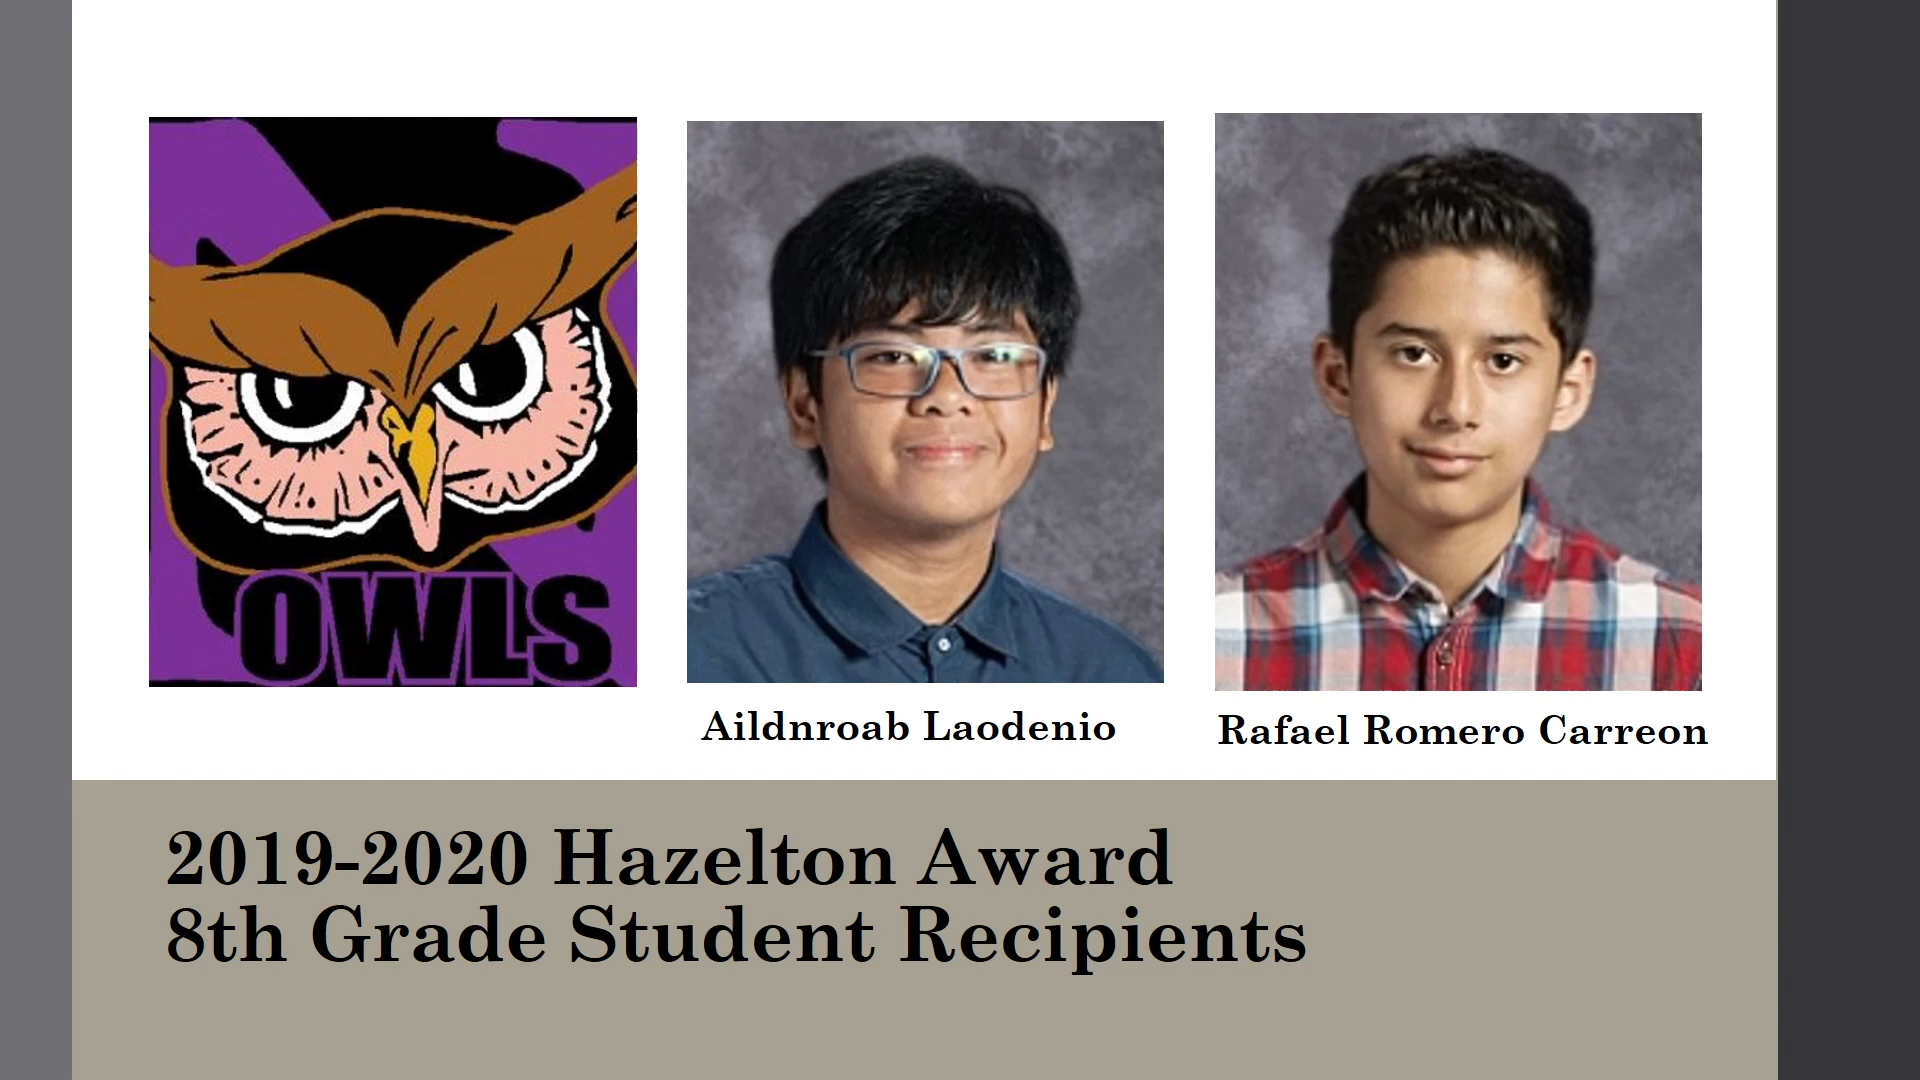 OWLS
Aildnroab Laodenio
Rafael Romero Carreon
2019-2020 Hazelton Award
8th Grade Student Recipients